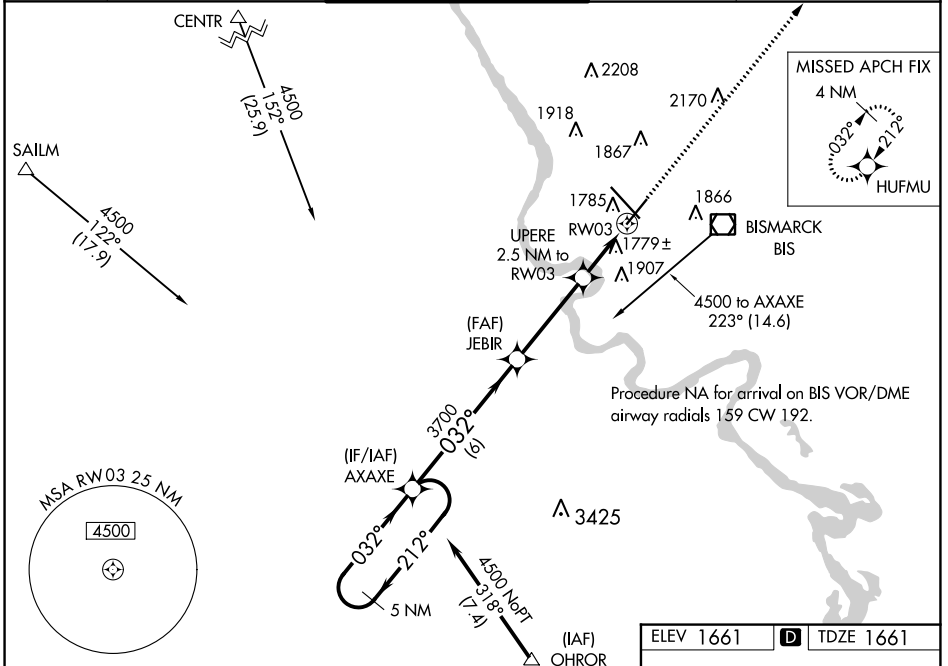 CENTR
4500
152°
(25.9)
SAILM
4500
122°
(17.9)
2208
1918
2170
1867
MISSED APCH FIX
4 NM
032°
212°
HUFMU
1785
RW03
1866
BISMARCK
BIS
UPERE
2.5 NM to
RW03
1779±
1907
4500 to AXAXE
223° (14.6)
(FAF)
JEBIR
Procedure NA for arrival on BIS VOR/DME
airway radials 159 CW 192.
3700
032°
(6)
(IF/IAF)
AXAXE
MSA RW03 25 NM
4500
3425
032°
212°
5 NM
4500 NoPT
318°
(7.4)
(IAF)
OHROR
ELEV 1661
D
TDZE 1661